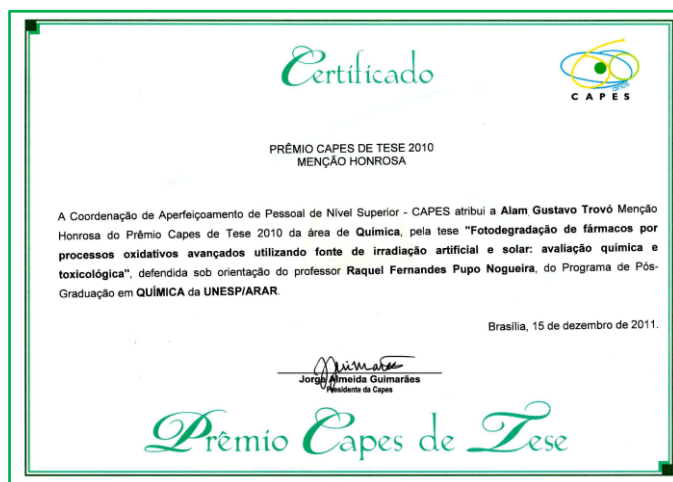 Certificado
60 anos
CAPES
PRÊMIO CAPES DE TESE 2010
MENÇÃO HONROSA
A Coordenação de Aperfeiçoamento de Pessoal de Nível Superior - CAPES atribui a Alam Gustavo Trovó Menção
Honrosa do Prêmio Capes de Tese 2010 da área de Química, pela tese "Fotodegradação de fármacos por
processos oxidativos avançados utilizando fonte de irradiação artificial e solar: avaliação química e
toxicológica", defendida sob orientação do professor Raquel Fernandes Pupo Nogueira, do Programa de Pós-
Graduação em QUÍMICA da UNESP/ARAR.
Brasília, 15 de dezembro de 2011.
JGuimarães
Jorge Almeida Guimarães
Presidente da Capes
Prêmio Capes de Tese